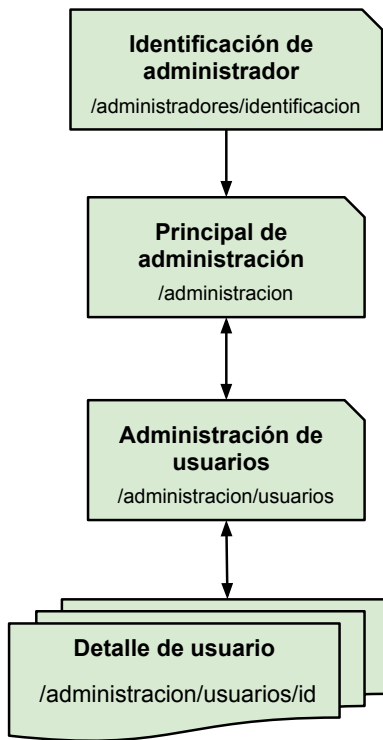 Identificación de
administrador
/administradores/identificacion
Principal de
administración
/administracion
Administración de
usuarios
/administracion/usuarios
Detalle de usuario
/administracion/usuarios/id